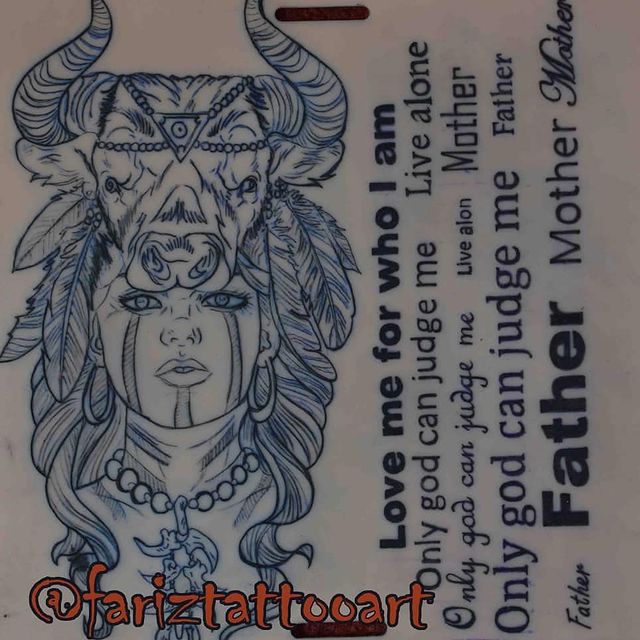 Love me for who I am
Only god can judge me
Live alone
Only god can judge me
Live alon
Mother
Only god can judge me
Father
Father
Mother
Mother
Father
@fariztattooart